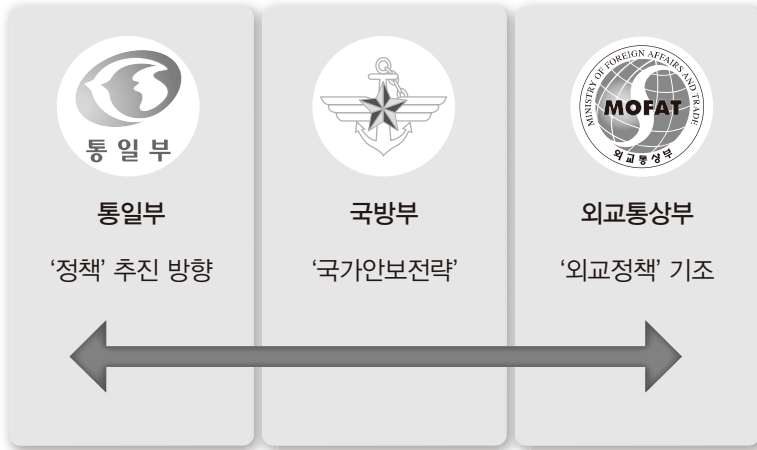 통일부
통일부
'정책' 추진 방향
국방부
'국가안보전략'
MINISTRY OF FOREIGN AFFAIRS AND TRADE
MOFAT
외교통상부
외교통상부
'외교정책' 기조